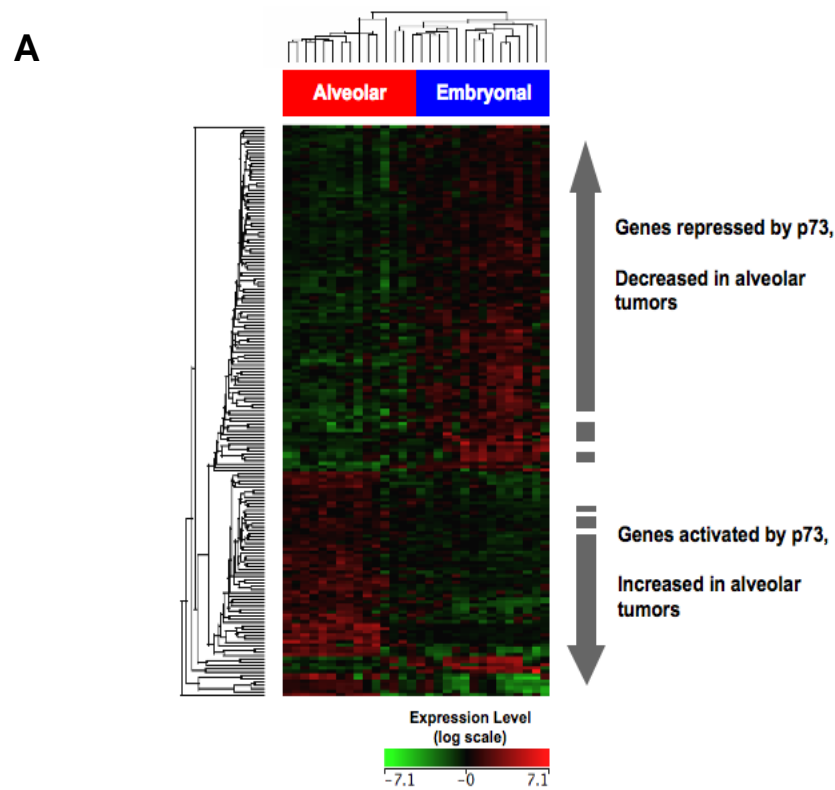 A
Alveolar
Embryonal
Genes repressed by p73,
Decreased in alveolar
tumors
Genes activated by p73,
Increased in alveolar
tumors
Expression Level
(log scale)
−7.1 −0 7.1